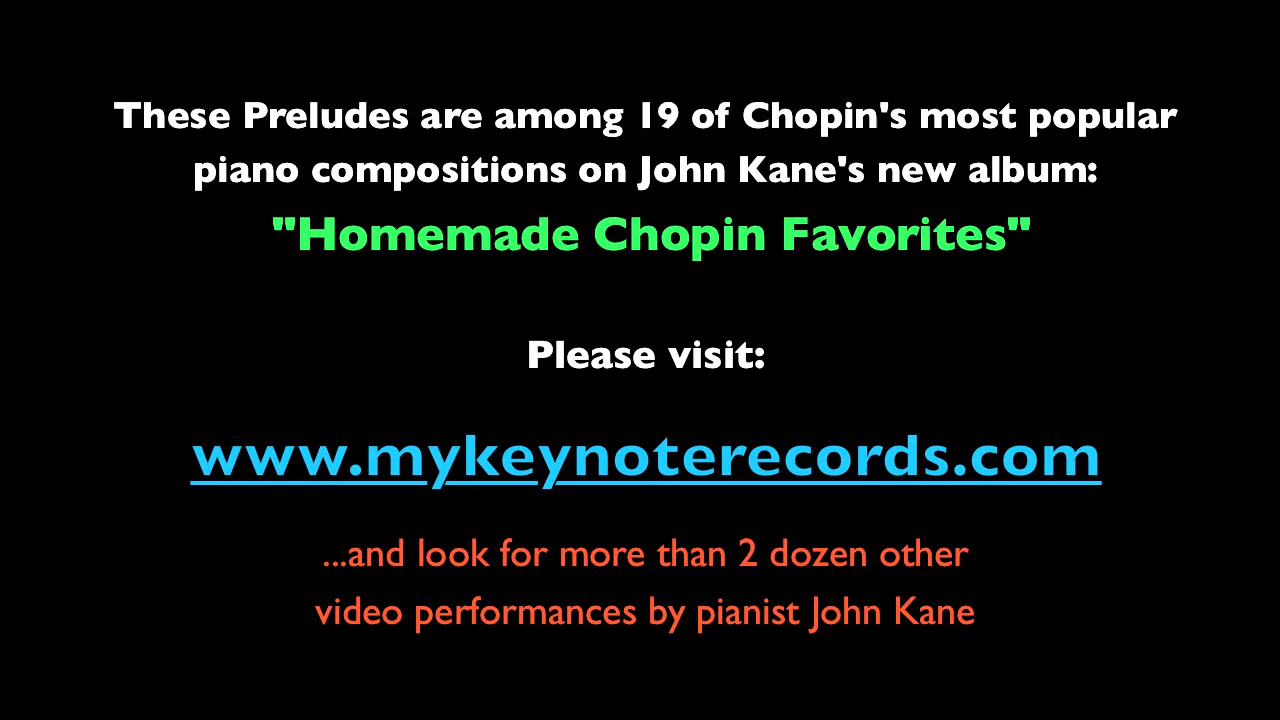 These Preludes are among 19 of Chopin's most popular
piano compositions on John Kane's new album:
"Homemade Chopin Favorites"
Please visit:
www.mykeynoterecords.com
...and look for more than 2 dozen other
video performances by pianist John Kane